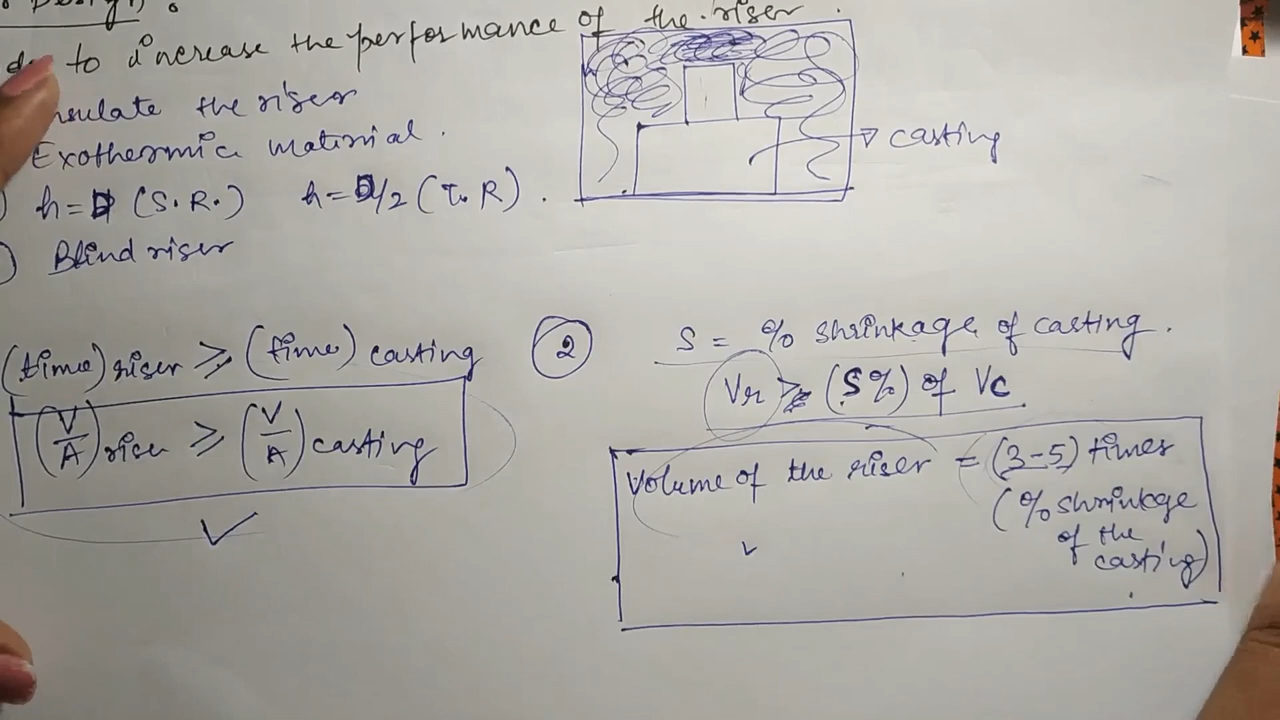 Design) :
to increase the performance of the riser .
insulate the riser
Exothermic material .
) h=D (S.R.) h=D/2 (T.R) .
) Blind riser
casting
(time) riser ≥ (time) casting
(V/A) riser ≥ (V/A) casting
2
S = % shrinkage of casting .
Vr ≥ (S%) of Vc
Volume of the riser = (3-5) times
(% shrinkage
of the
casting)